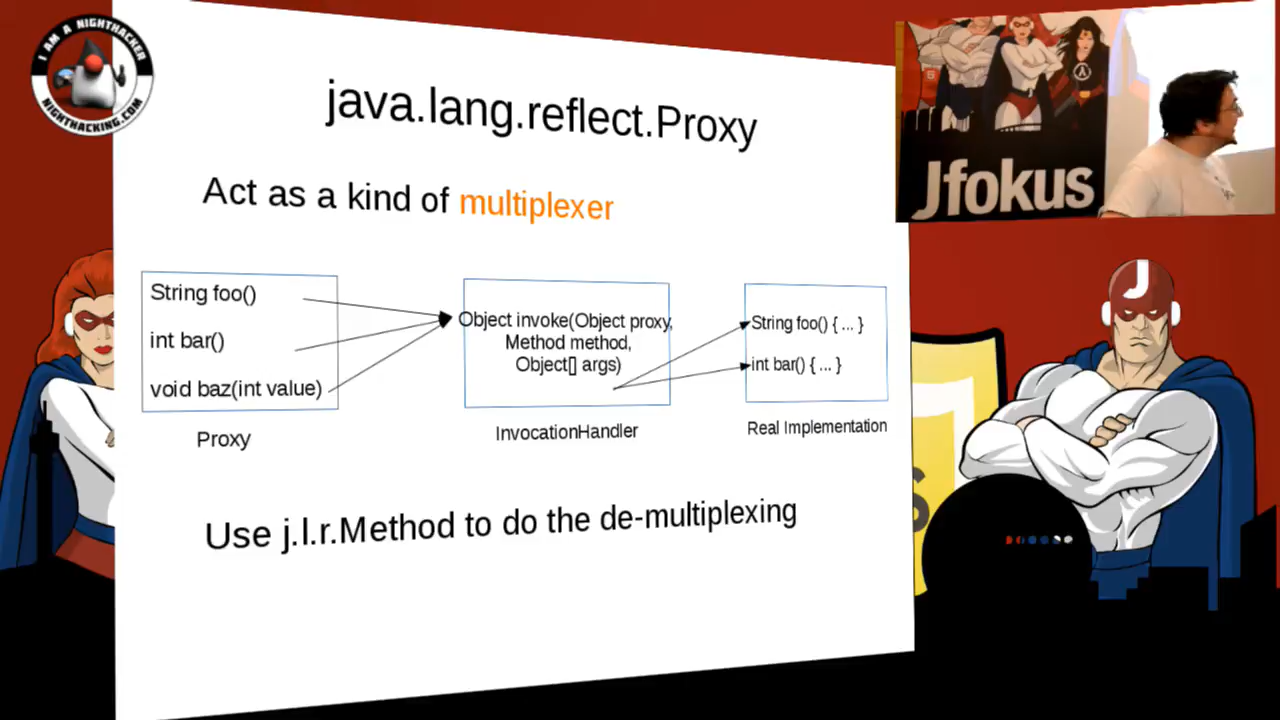 I AM A NIGHTHACKER
NIGHTHACKING.COM
java.lang.reflect.Proxy
Act as a kind of multiplexer
String foo()
int bar()
void baz(int value)
Proxy
Object invoke(Object proxy,
Method method,
Object[] args)
InvocationHandler
String foo() { ... }
int bar() { ... }
Real Implementation
Use j.l.r.Method to do the de-multiplexing
Jfokus
J